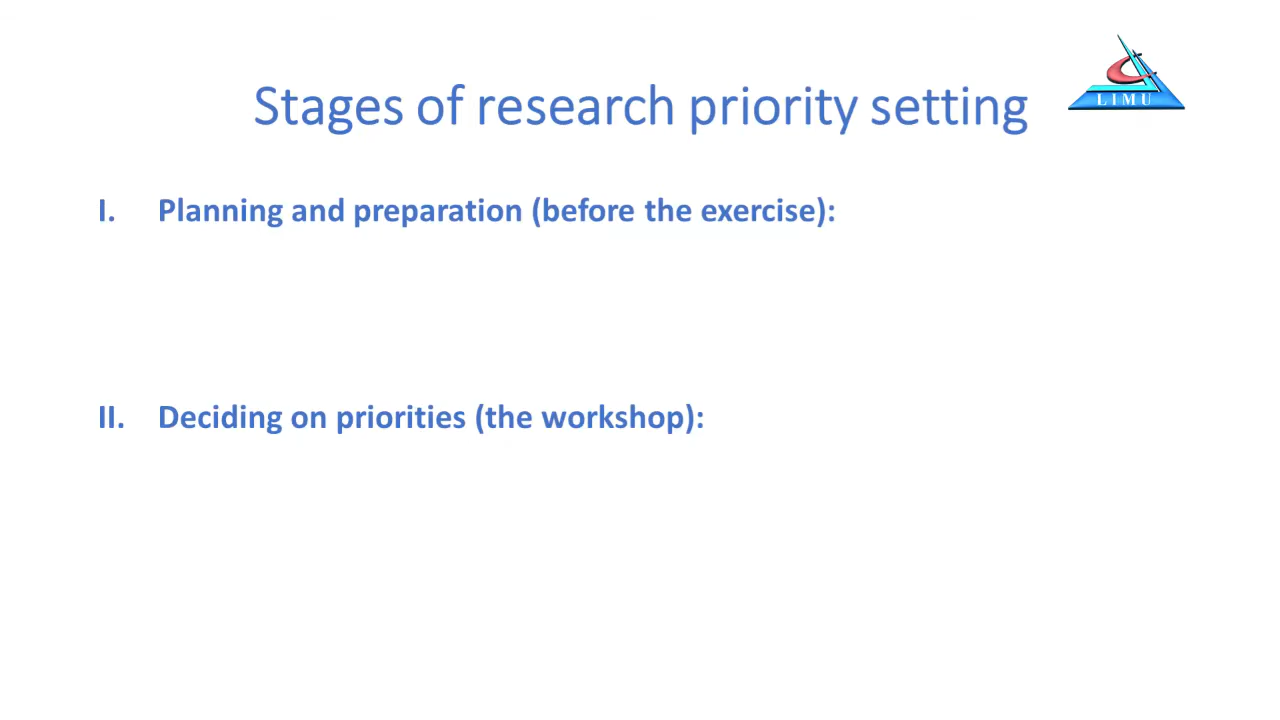 Stages of research priority setting
LIMU
I. Planning and preparation (before the exercise):
II. Deciding on priorities (the workshop):